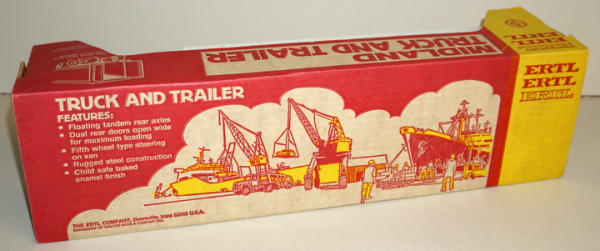 MIDLAND
TRUCK AND TRAILER
ERTL
ERTL
ERTL
ERTL
ERTL
TRUCK AND TRAILER
FEATURES:
• Floating tandem rear axles
• Dual rear doors open wide
for maximum loading
• Fifth wheel type steering
on van
• Rugged steel construction
• Child safe baked
enamel finish
THE ERTL COMPANY, Dyersville, Iowa 52040 U.S.A.